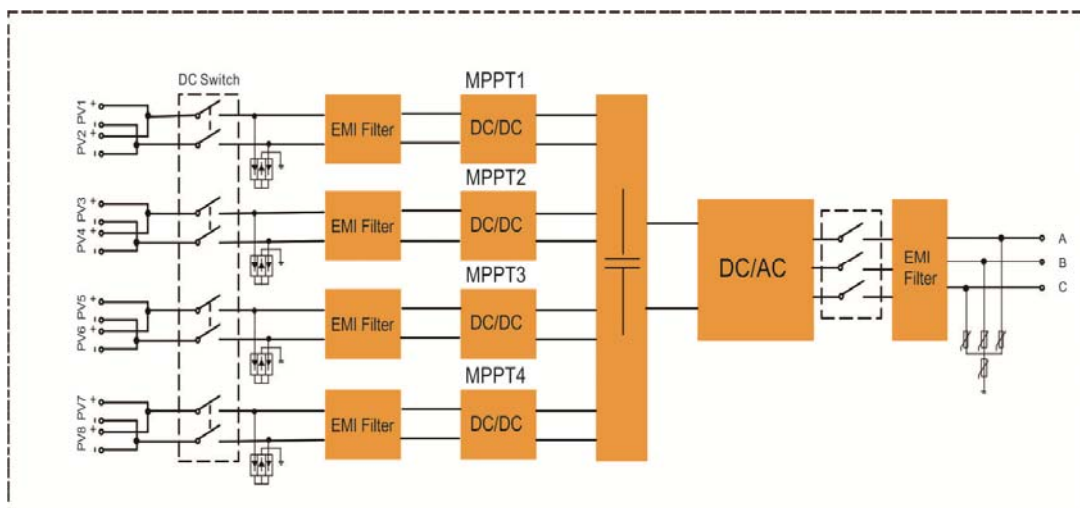 DC Switch
MPPT1
PV1 + -
PV2 + -
EMI Filter
DC/DC
MPPT2
PV3 + -
PV4 + -
EMI Filter
DC/DC
MPPT3
PV5 + -
PV6 + -
EMI Filter
DC/DC
MPPT4
PV7 + -
PV8 + -
EMI Filter
DC/DC
DC/AC
EMI
Filter
A
B
C